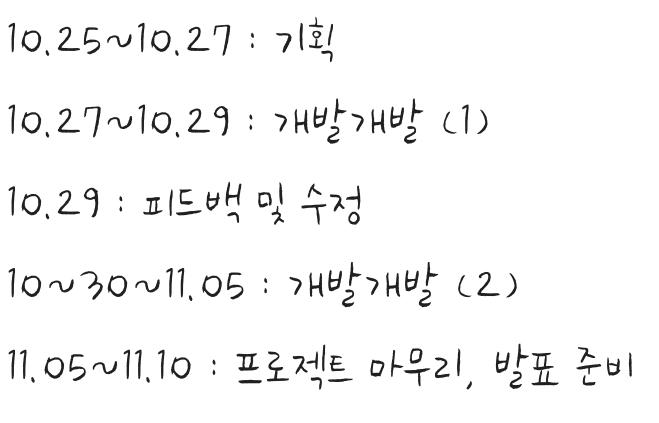 10.25~10.27 : 기획
10.27~10.29 : 개발개발 (1)
10.29 : 피드백 및 수정
10~30~11.05 : 개발개발 (2)
11.05~11.10 : 프로젝트 마무리, 발표 준비